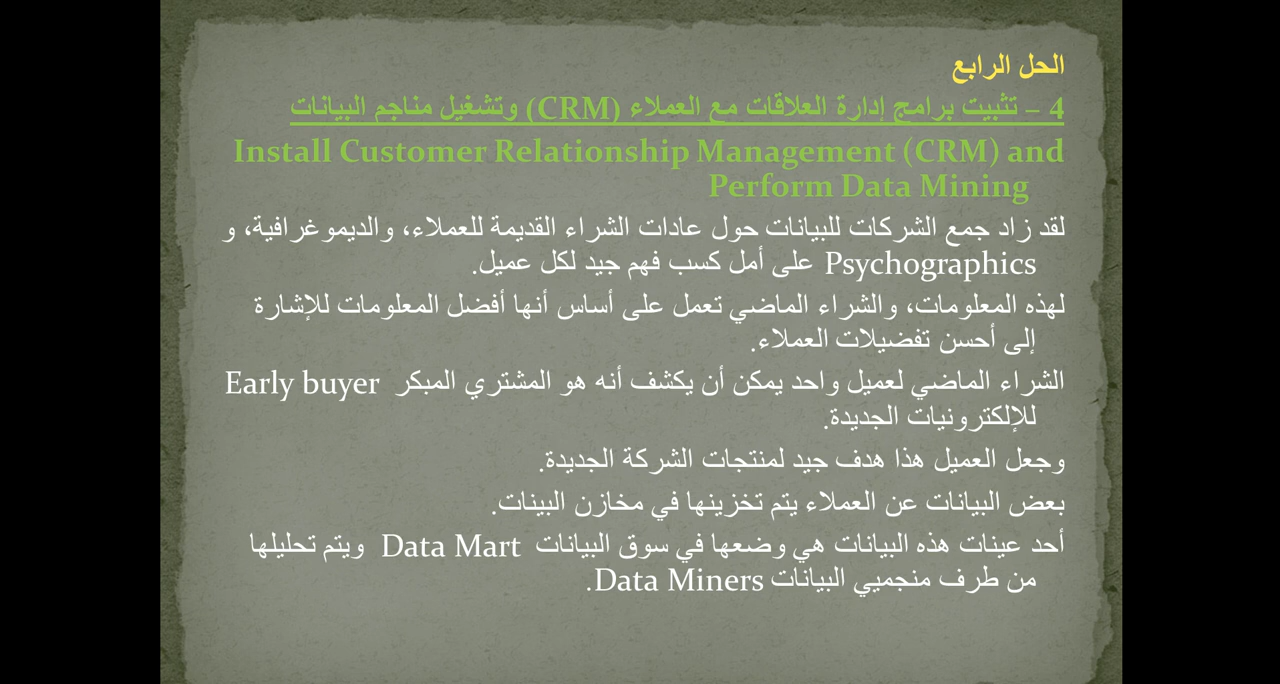 الحل الرابع
4 – تثبيت برامج إدارة العلاقات مع العملاء (CRM) وتشغيل مناجم البيانات
Install Customer Relationship Management (CRM) and
Perform Data Mining
لقد زاد جمع الشركات للبيانات حول عادات الشراء القديمة للعملاء، والديموغرافية، و
Psychographics على أمل كسب فهم جيد لكل عميل.
لهذه المعلومات، والشراء الماضي تعمل على أساس أنها أفضل المعلومات للإشارة
إلى أحسن تفضيلات العملاء.
الشراء الماضي لعميل واحد يمكن أن يكشف أنه هو المشتري المبكر Early buyer
للإلكترونيات الجديدة.
وجعل العميل هذا هدف جيد لمنتجات الشركة الجديدة.
بعض البيانات عن العملاء يتم تخزينها في مخازن البينات.
أحد عينات هذه البيانات هي وضعها في سوق البيانات Data Mart ويتم تحليلها
من طرف منجميي البيانات Data Miners.